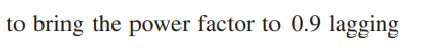 to bring the power factor to 0.9 lagging